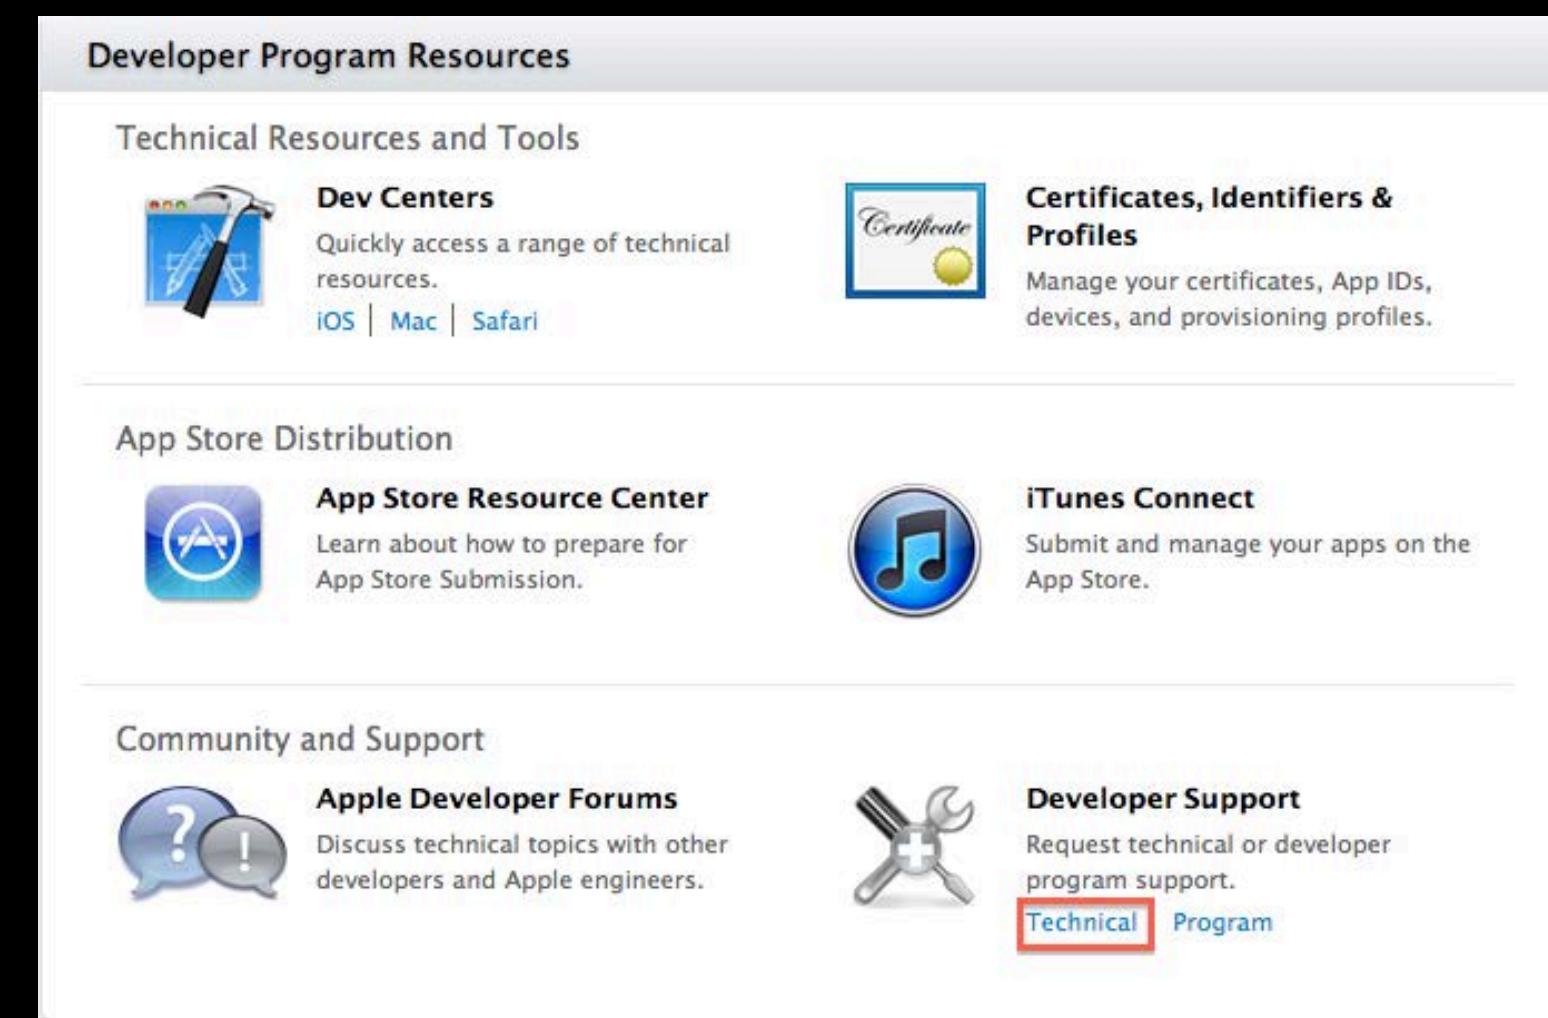 Developer Program Resources
Technical Resources and Tools
Dev Centers
Quickly access a range of technical
resources.
iOS | Mac | Safari
Certificate
Certificates, Identifiers &
Profiles
Manage your certificates, App IDs,
devices, and provisioning profiles.
App Store Distribution
App Store Resource Center
Learn about how to prepare for
App Store Submission.
iTunes Connect
Submit and manage your apps on the
App Store.
Community and Support
? !
Apple Developer Forums
Discuss technical topics with other
developers and Apple engineers.
Developer Support
Request technical or developer
program support.
Technical Program